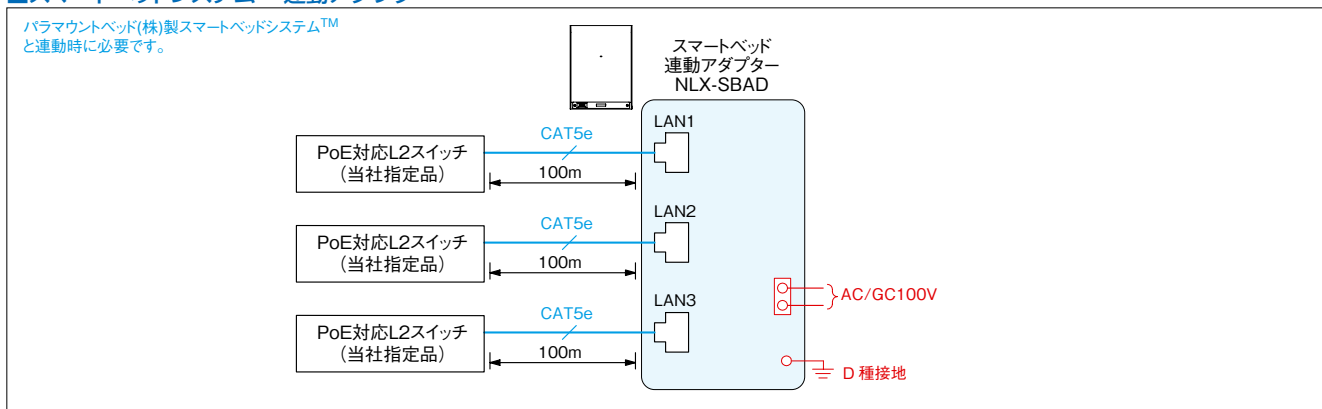 パラマウントベッド(株)製スマートベッドシステム™
と連動時に必要です。
スマートベッド
連動アダプター
NLX-SBAD
LAN1
CAT5e
PoE対応L2スイッチ
(当社指定品)
100m
LAN2
CAT5e
PoE対応L2スイッチ
(当社指定品)
100m
AC/GC100V
LAN3
CAT5e
PoE対応L2スイッチ
(当社指定品)
100m
D種接地